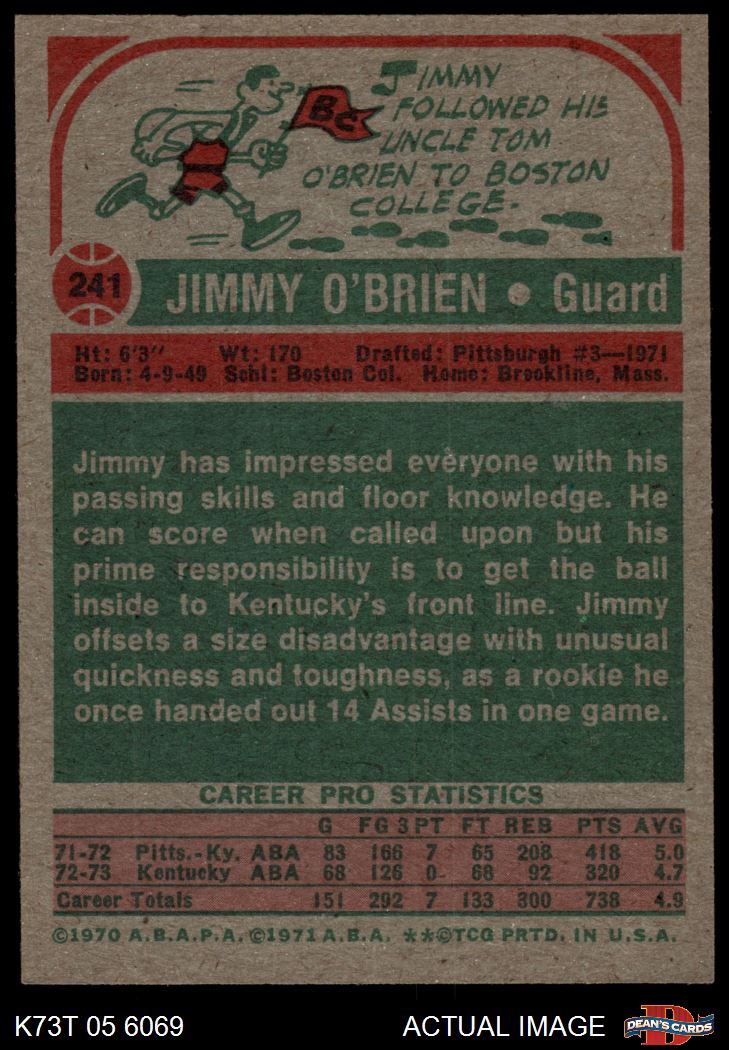 JIMMY
FOLLOWED HIS
UNCLE TOM
O'BRIEN TO BOSTON
COLLEGE.
BC
241 JIMMY O'BRIEN • Guard
Ht: 6'3" Wt: 170 Drafted: Pittsburgh #3—1971
Born: 4-9-49 Schl: Boston Col. Home: Brookline, Mass.
Jimmy has impressed everyone with his
passing skills and floor knowledge. He
can score when called upon but his
prime responsibility is to get the ball
inside to Kentucky's front line. Jimmy
offsets a size disadvantage with unusual
quickness and toughness, as a rookie he
once handed out 14 Assists in one game.
CAREER PRO STATISTICS
G FG 3PT FT REB PTS AVG
71-72 Pitts.-Ky. ABA 83 166 7 65 208 418 5.0
72-73 Kentucky ABA 68 126 0 68 92 320 4.7
Career Totals 151 292 7 133 300 738 4.9
©1970 A.B.A.P.A. ©1971 A.B.A. **©TCG PRTD. IN U.S.A.
K73T 05 6069 ACTUAL IMAGE DEAN'S CARDS